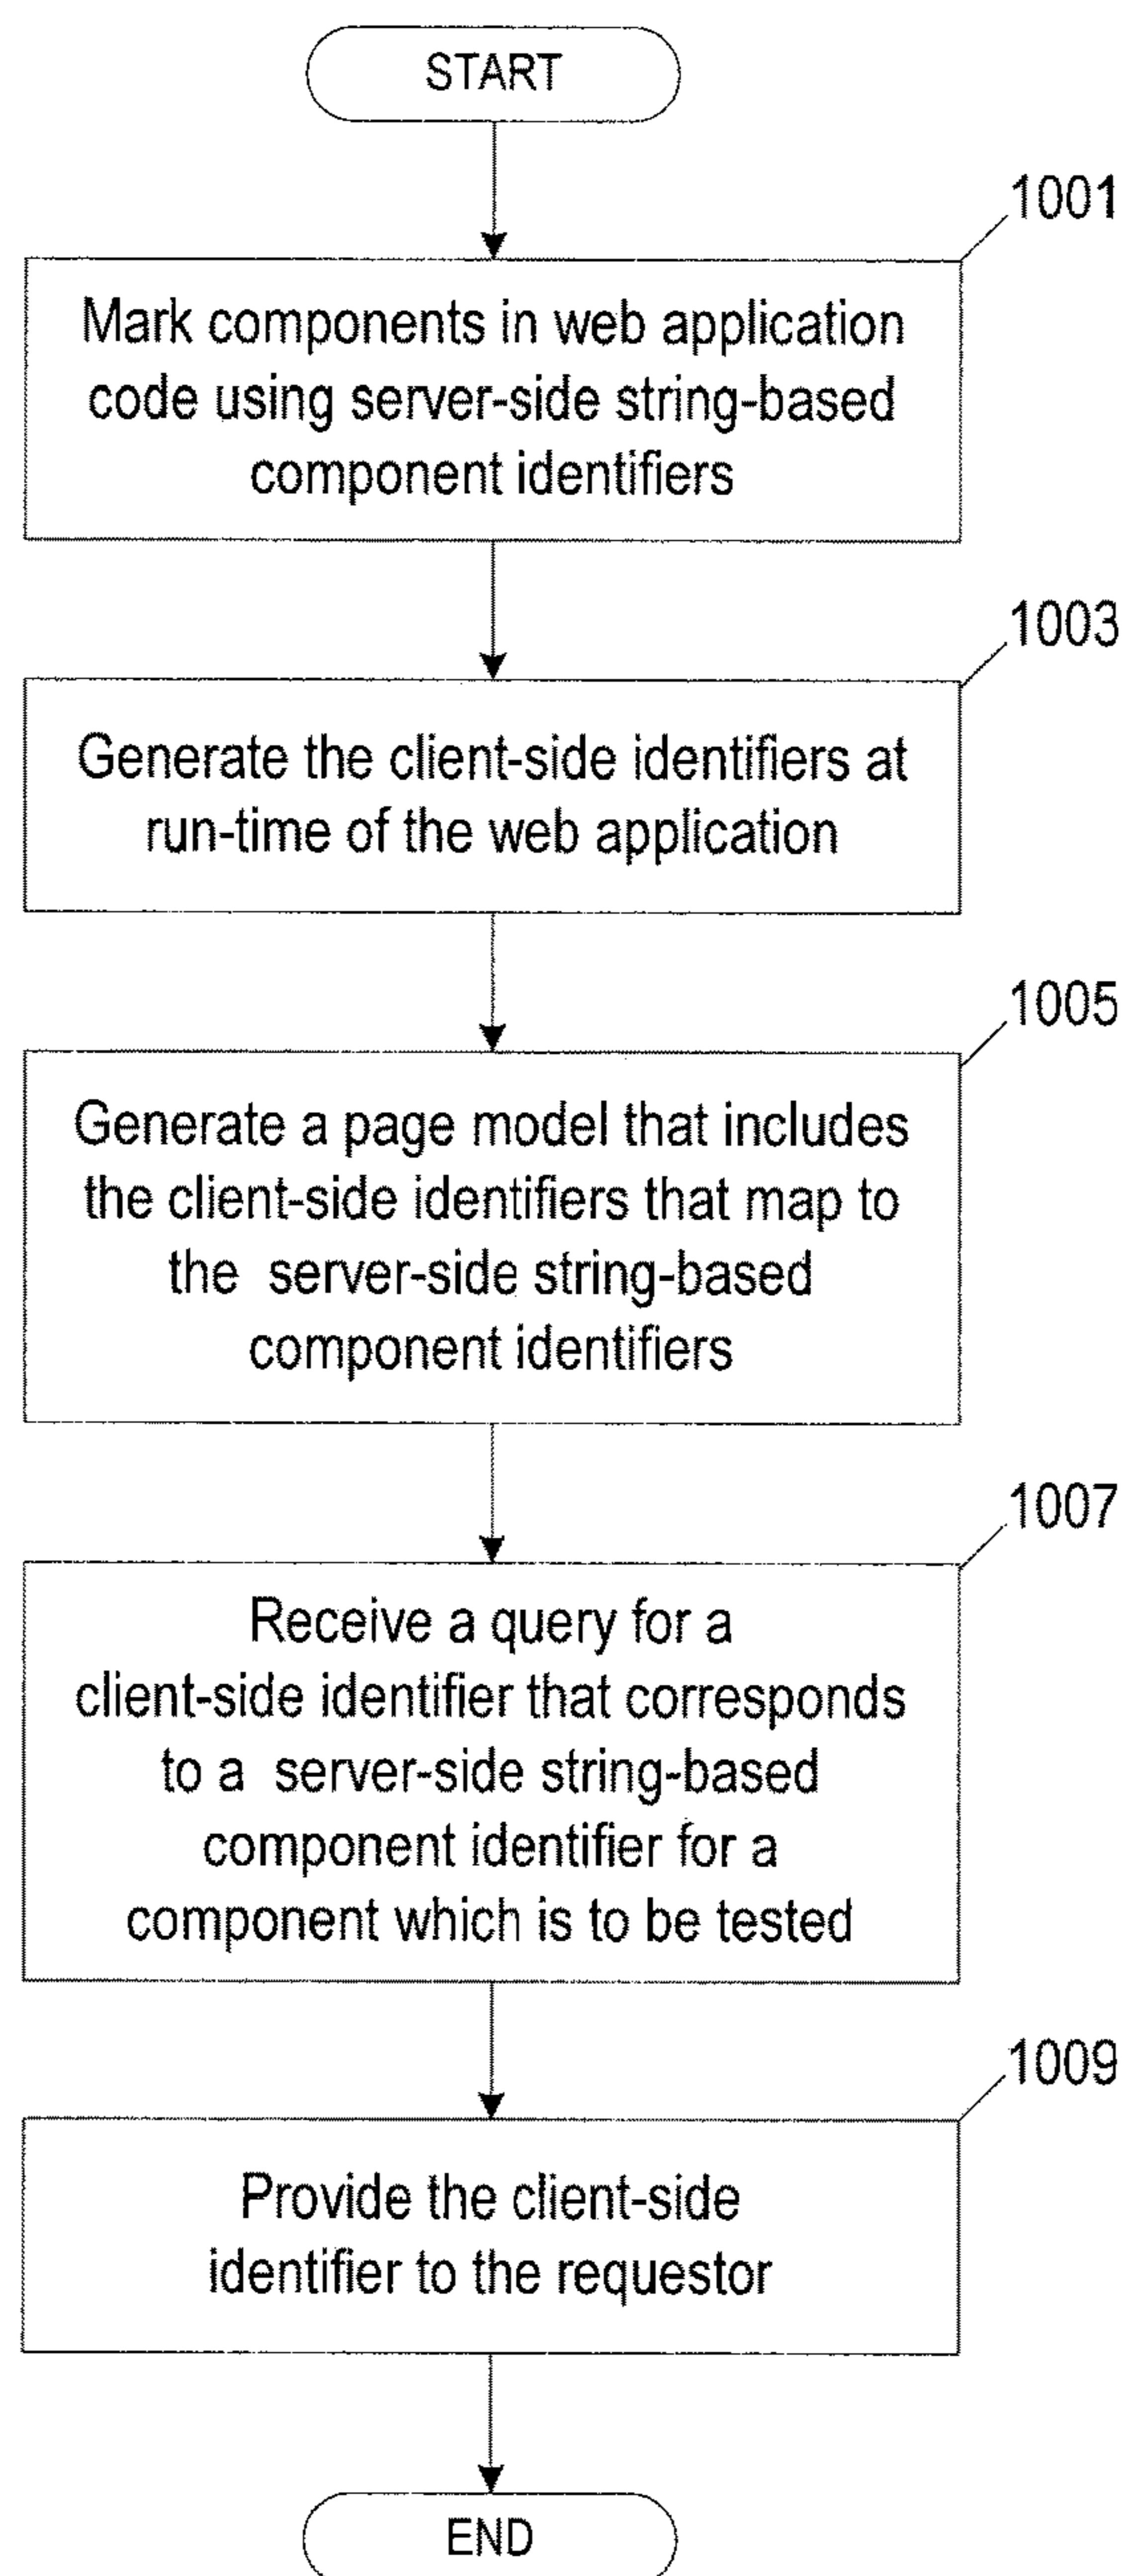 START
1001
Mark components in web application
code using server-side string-based
component identifiers
1003
Generate the client-side identifiers at
run-time of the web application
1005
Generate a page model that includes
the client-side identifiers that map to
the server-side string-based
component identifiers
1007
Receive a query for a
client-side identifier that corresponds
to a server-side string-based
component identifier for a
component which is to be tested
1009
Provide the client-side
identifier to the requestor
END